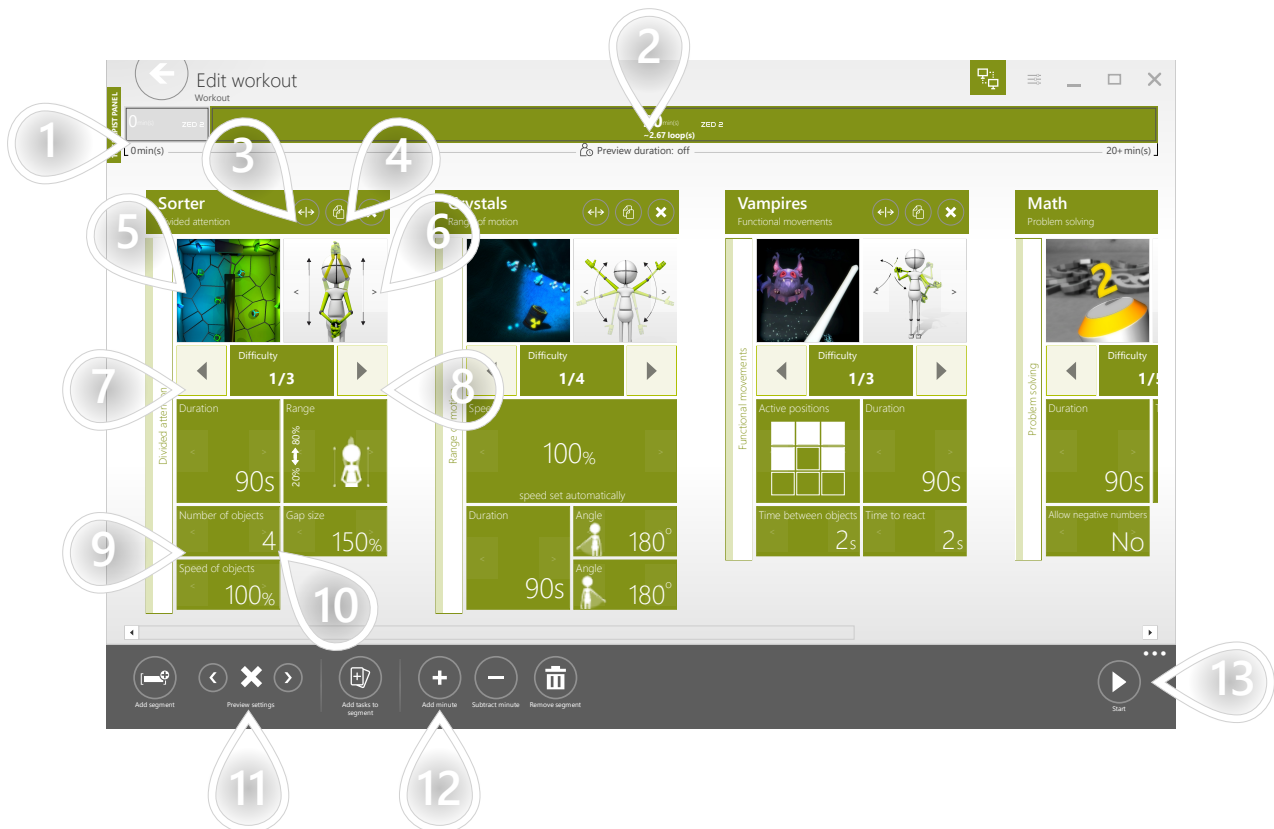 2
Edit workout
Workout
PIST PANEL
0min(s) ZED 2
0min(s) ZED 2
~2.67 loop(s)
1
0min(s)
Preview duration: off
20+min(s)
3
4
Sorter
Divided attention
Crystals
Range of motion
Vampires
Functional movements
Math
Problem solving
5
6
2
Difficulty
1/3
Difficulty
1/4
Difficulty
1/3
Difficulty
7
8
Divided attention
Duration
90s
Range
20% 80%
Number of objects
4
Gap size
150%
Speed of objects
100%
Speed
100%
speed set automatically
Duration
90s
Angle
180°
Angle
180°
Functional movements
Active positions
Duration
90s
Time between objects
2s
Time to react
2s
Problem solving
Duration
90s
Allow negative numbers
No
9
10
Add segment
Preview settings
Add tasks to
segment
Add minute
Subtract minute
Remove segment
Start
13
11
12